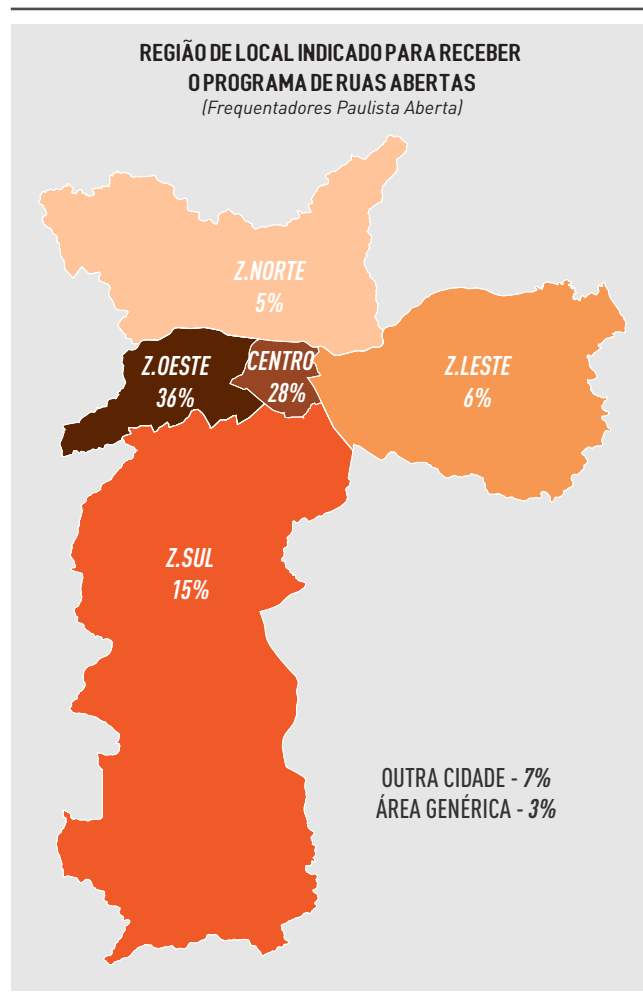 REGIÃO DE LOCAL INDICADO PARA RECEBER
O PROGRAMA DE RUAS ABERTAS
(Frequentadores Paulista Aberta)
Z.NORTE
5%
Z.OESTE
36%
CENTRO
28%
Z.LESTE
6%
Z.SUL
15%
OUTRA CIDADE - 7%
ÁREA GENÉRICA - 3%